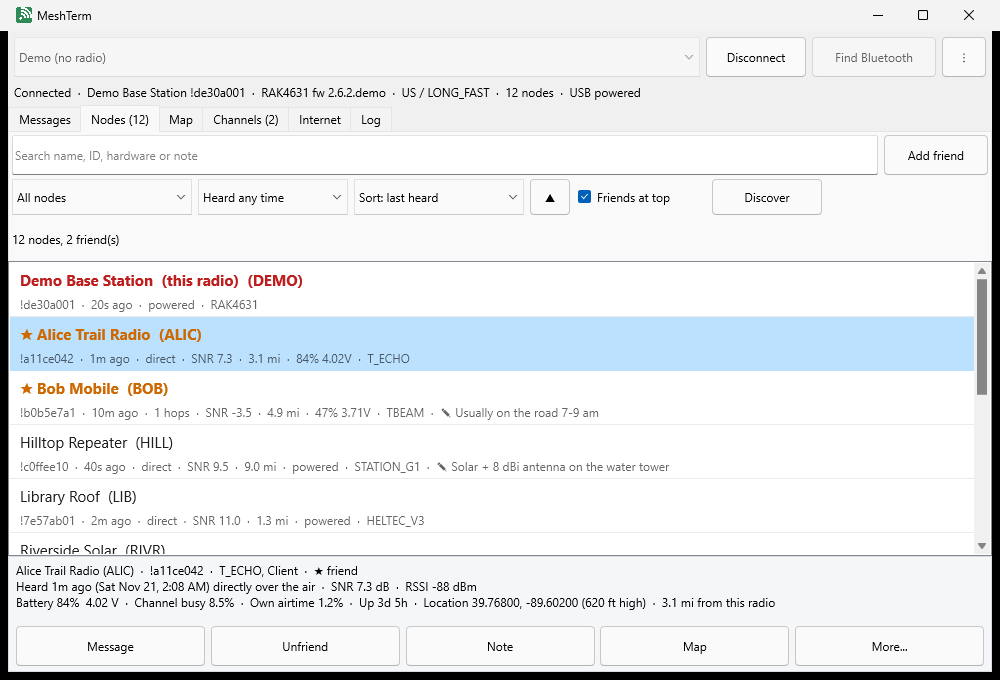 MeshTerm
Demo (no radio)
Disconnect
Find Bluetooth
Connected · Demo Base Station !de30a001 · RAK4631 fw 2.6.2.demo · US / LONG_FAST · 12 nodes · USB powered
Messages Nodes (12) Map Channels (2) Internet Log
Search name, ID, hardware or note
Add friend
All nodes
Heard any time
Sort: last heard
▲
Friends at top
Discover
12 nodes, 2 friend(s)
Demo Base Station (this radio) (DEMO)
!de30a001 · 20s ago · powered · RAK4631
★ Alice Trail Radio (ALIC)
!a11ce042 · 1m ago · direct · SNR 7.3 · 3.1 mi · 84% 4.02V · T_ECHO
★ Bob Mobile (BOB)
!b0b5e7a1 · 10m ago · 1 hops · SNR -3.5 · 4.9 mi · 47% 3.71V · TBEAM · ✎ Usually on the road 7-9 am
Hilltop Repeater (HILL)
!c0ffee10 · 40s ago · direct · SNR 9.5 · 9.0 mi · powered · STATION_G1 · ✎ Solar + 8 dBi antenna on the water tower
Library Roof (LIB)
!7e57ab01 · 2m ago · direct · SNR 11.0 · 1.3 mi · powered · HELTEC_V3
Riverside Solar (RIVR)
Alice Trail Radio (ALIC) · !a11ce042 · T_ECHO, Client · ★ friend
Heard 1m ago (Sat Nov 21, 2:08 AM) directly over the air · SNR 7.3 dB · RSSI -88 dBm
Battery 84% 4.02 V · Channel busy 8.5% · Own airtime 1.2% · Up 3d 5h · Location 39.76800, -89.60200 (620 ft high) · 3.1 mi from this radio
Message
Unfriend
Note
Map
More...